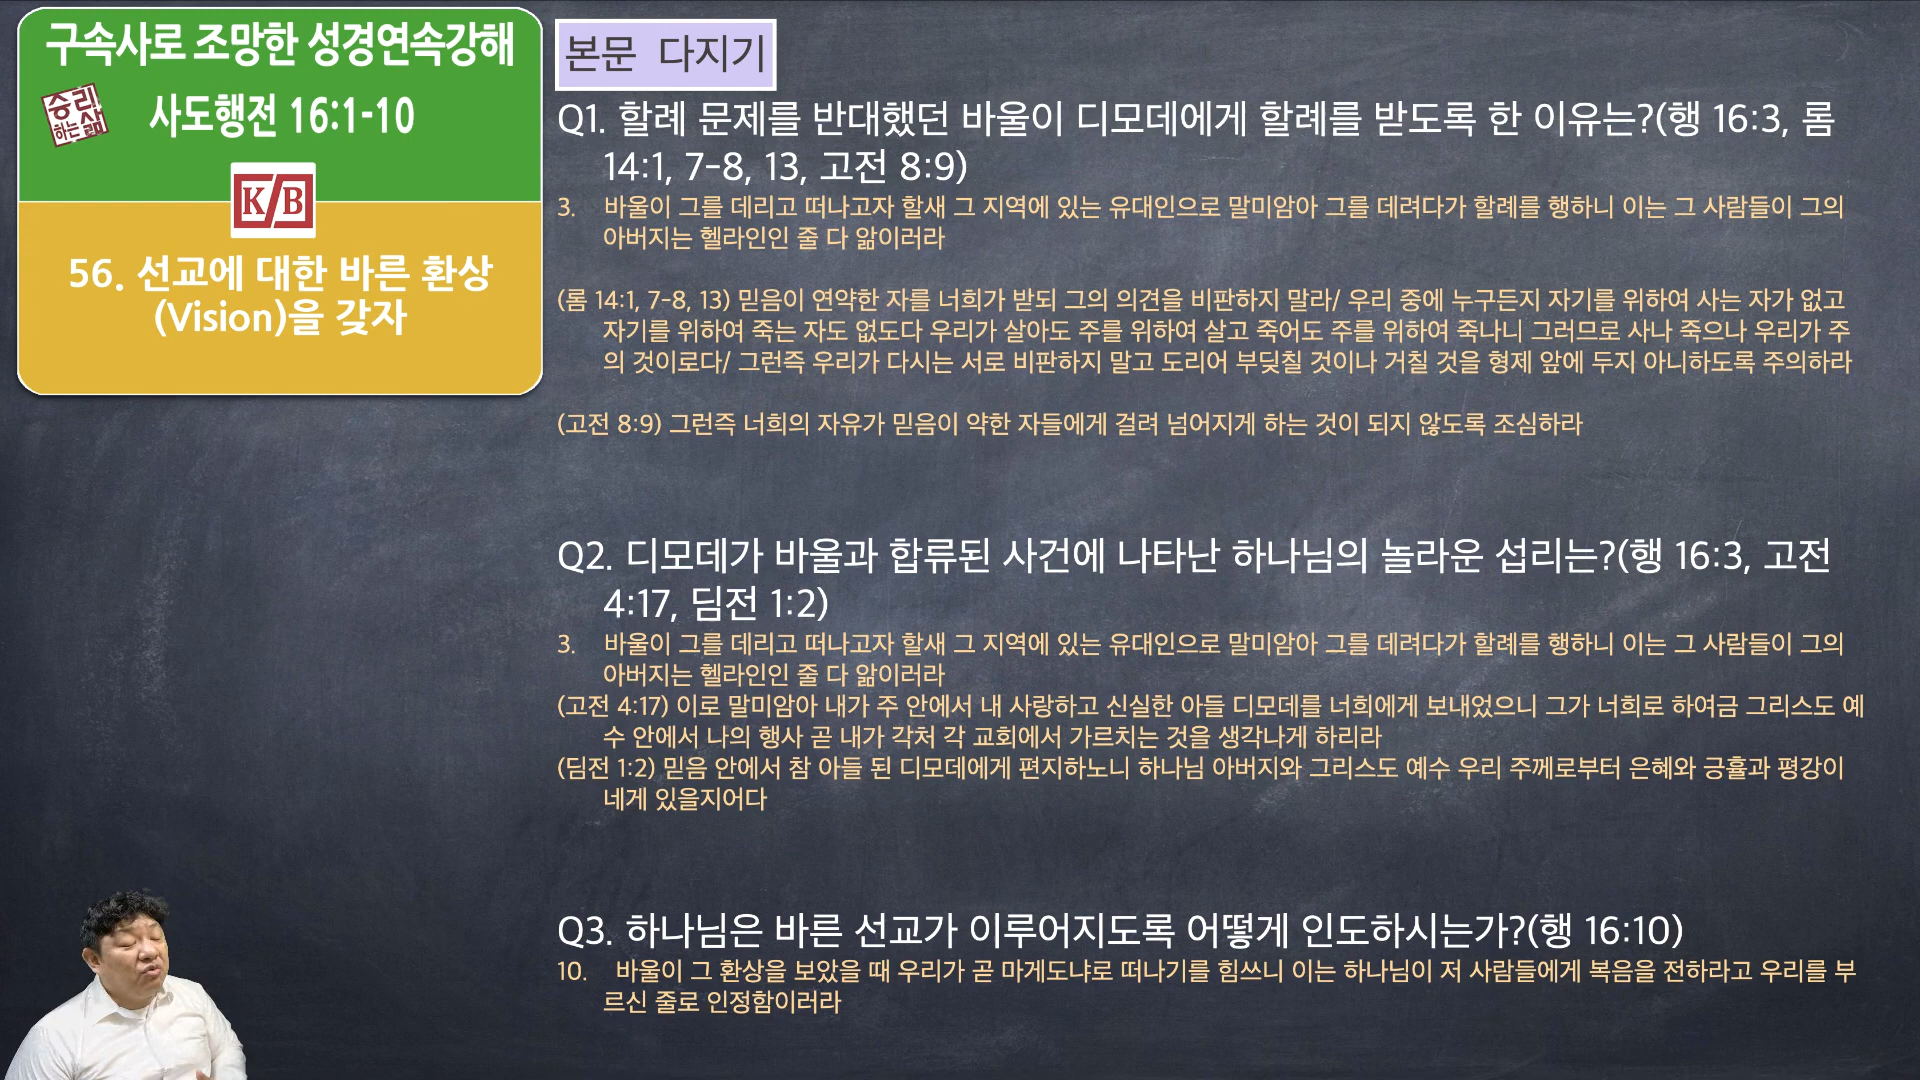 구속사로 조망한 성경연속강해
승리
하는 삶
사도행전 16:1-10
K/B
56. 선교에 대한 바른 환상
(Vision)을 갖자
본문 다지기
Q1. 할례 문제를 반대했던 바울이 디모데에게 할례를 받도록 한 이유는?(행 16:3, 롬
14:1, 7-8, 13, 고전 8:9)
3. 바울이 그를 데리고 떠나고자 할새 그 지역에 있는 유대인으로 말미암아 그를 데려다가 할례를 행하니 이는 그 사람들이 그의
아버지는 헬라인인 줄 다 앎이러라
(롬 14:1, 7-8, 13) 믿음이 연약한 자를 너희가 받되 그의 의견을 비판하지 말라/ 우리 중에 누구든지 자기를 위하여 사는 자가 없고
자기를 위하여 죽는 자도 없도다 우리가 살아도 주를 위하여 살고 죽어도 주를 위하여 죽나니 그러므로 사나 죽으나 우리가 주
의 것이로다/ 그런즉 우리가 다시는 서로 비판하지 말고 도리어 부딪칠 것이나 거칠 것을 형제 앞에 두지 아니하도록 주의하라
(고전 8:9) 그런즉 너희의 자유가 믿음이 약한 자들에게 걸려 넘어지게 하는 것이 되지 않도록 조심하라
Q2. 디모데가 바울과 합류된 사건에 나타난 하나님의 놀라운 섭리는?(행 16:3, 고전
4:17, 딤전 1:2)
3. 바울이 그를 데리고 떠나고자 할새 그 지역에 있는 유대인으로 말미암아 그를 데려다가 할례를 행하니 이는 그 사람들이 그의
아버지는 헬라인인 줄 다 앎이러라
(고전 4:17) 이로 말미암아 내가 주 안에서 내 사랑하고 신실한 아들 디모데를 너희에게 보내었으니 그가 너희로 하여금 그리스도 예
수 안에서 나의 행사 곧 내가 각처 각 교회에서 가르치는 것을 생각나게 하리라
(딤전 1:2) 믿음 안에서 참 아들 된 디모데에게 편지하노니 하나님 아버지와 그리스도 예수 우리 주께로부터 은혜와 긍휼과 평강이
네게 있을지어다
Q3. 하나님은 바른 선교가 이루어지도록 어떻게 인도하시는가?(행 16:10)
10. 바울이 그 환상을 보았을 때 우리가 곧 마게도냐로 떠나기를 힘쓰니 이는 하나님이 저 사람들에게 복음을 전하라고 우리를 부
르신 줄로 인정함이러라